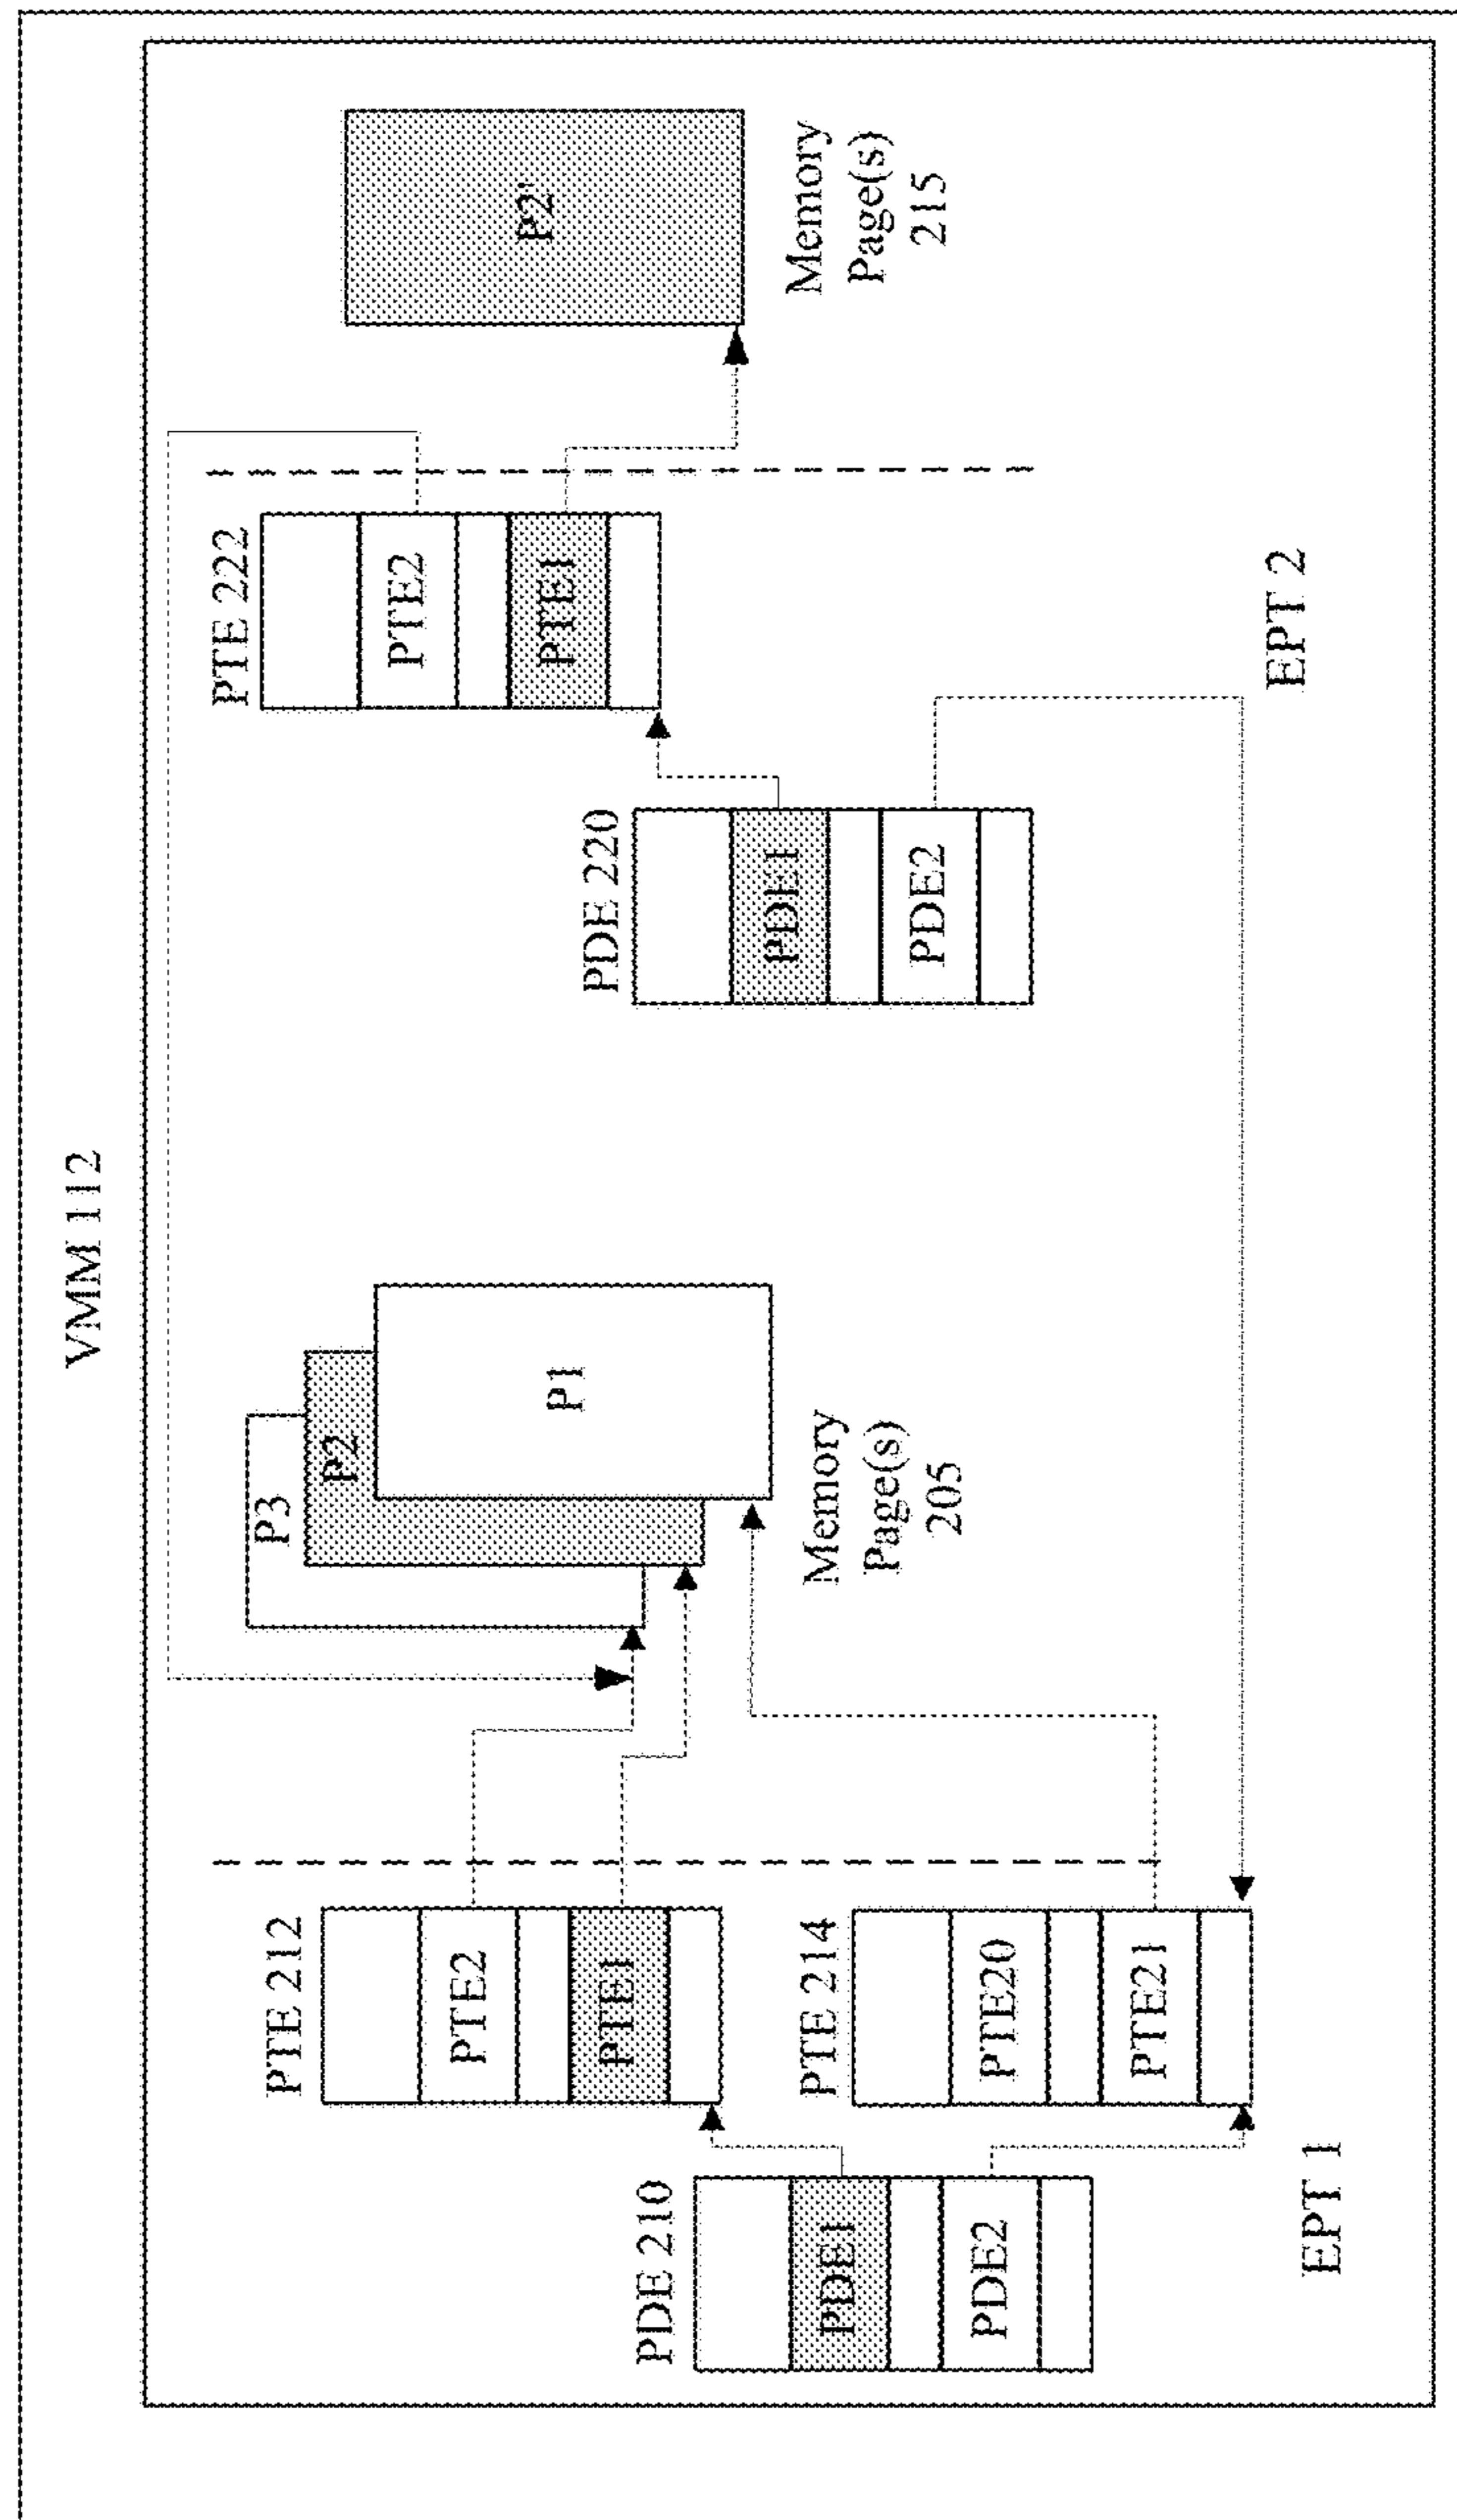 VMM 112
PTE 212
PTE2
PTE1
PDE 210
PDE1
PDE2
PTE 214
PTE20
PTE21
EPT 1
P3
P2
P1
Memory
Page(s)
205
PTE 222
PTE2
PTE1
PDE 220
PDE1
PDE2
EPT 2
P2'
Memory
Page(s)
215